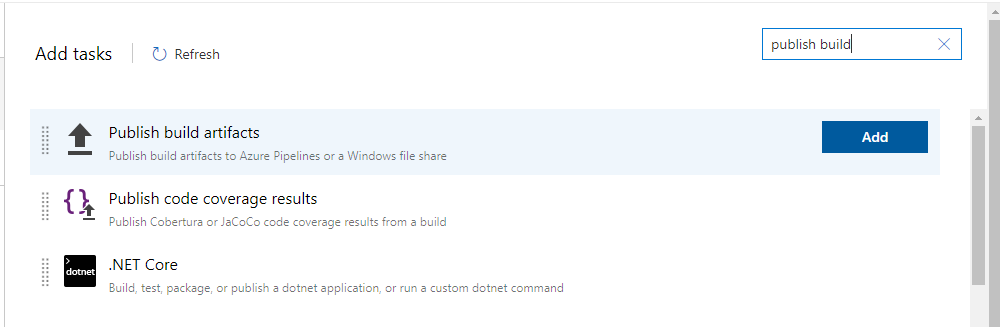 Add tasks
Refresh
publish build
Publish build artifacts
Publish build artifacts to Azure Pipelines or a Windows file share
Add
Publish code coverage results
Publish Cobertura or JaCoCo code coverage results from a build
dotnet
.NET Core
Build, test, package, or publish a dotnet application, or run a custom dotnet command